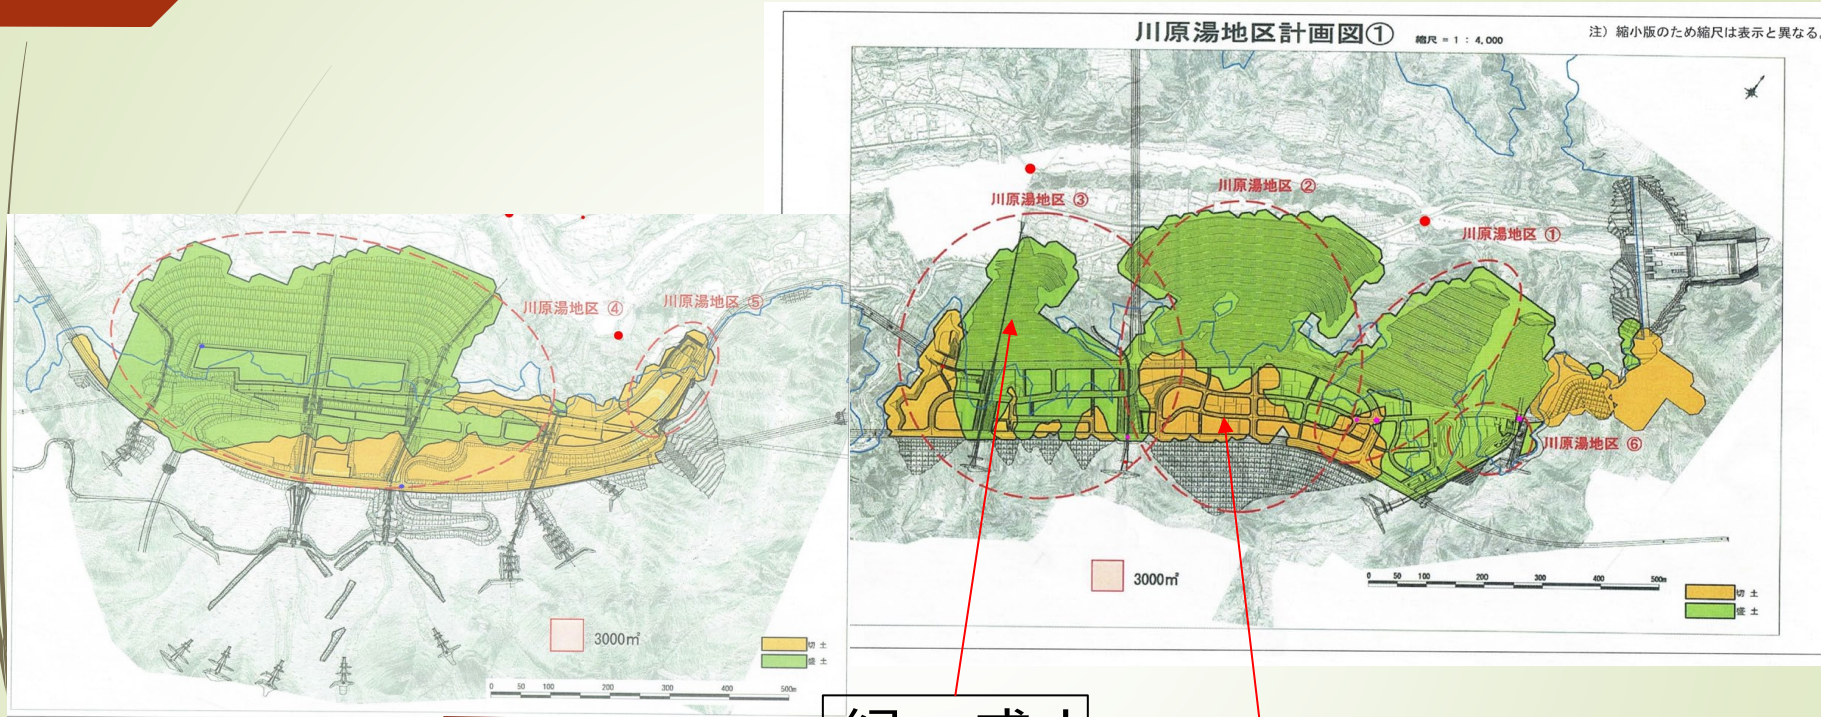 川原湯地区計画図①
縮尺 = 1 : 4,000
注) 縮小版のため縮尺は表示と異なる。
川原湯地区 ③
川原湯地区 ②
川原湯地区 ①
川原湯地区 ⑥
3000㎡
0 50 100 200 300 400 500m
切 土
盛 土
川原湯地区 ④
川原湯地区 ⑤
3000㎡
0 50 100 200 300 400 500m
切 土
盛 土